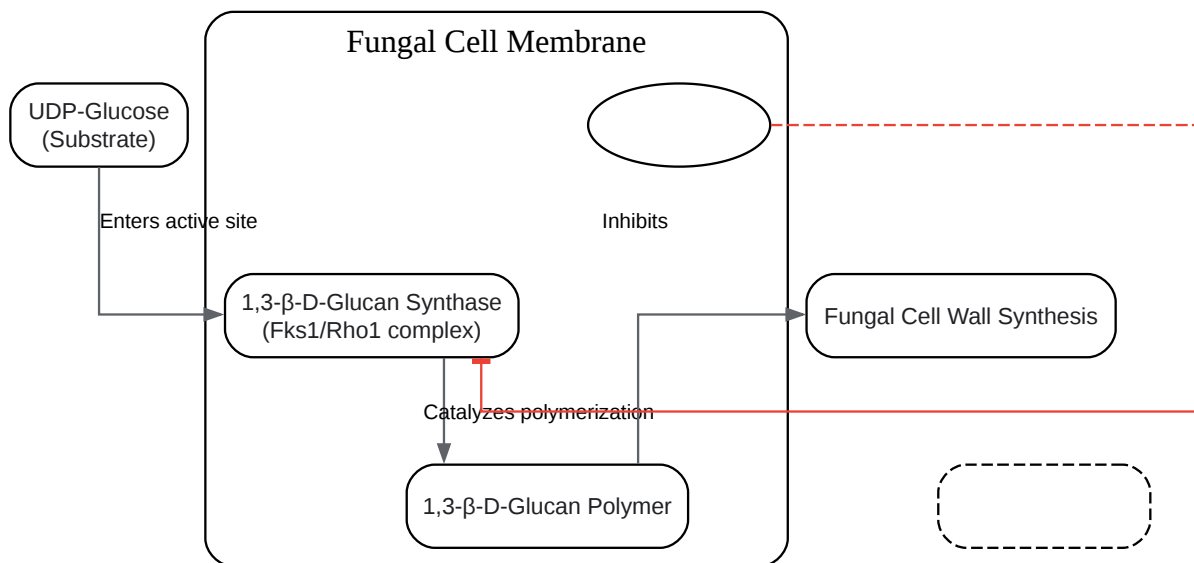 Fungal Cell Membrane
UDP-Glucose
(Substrate)
Enters active site
Inhibits
1,3-β-D-Glucan Synthase
(Fks1/Rho1 complex)
Fungal Cell Wall Synthesis
Catalyzes polymerization
1,3-β-D-Glucan Polymer